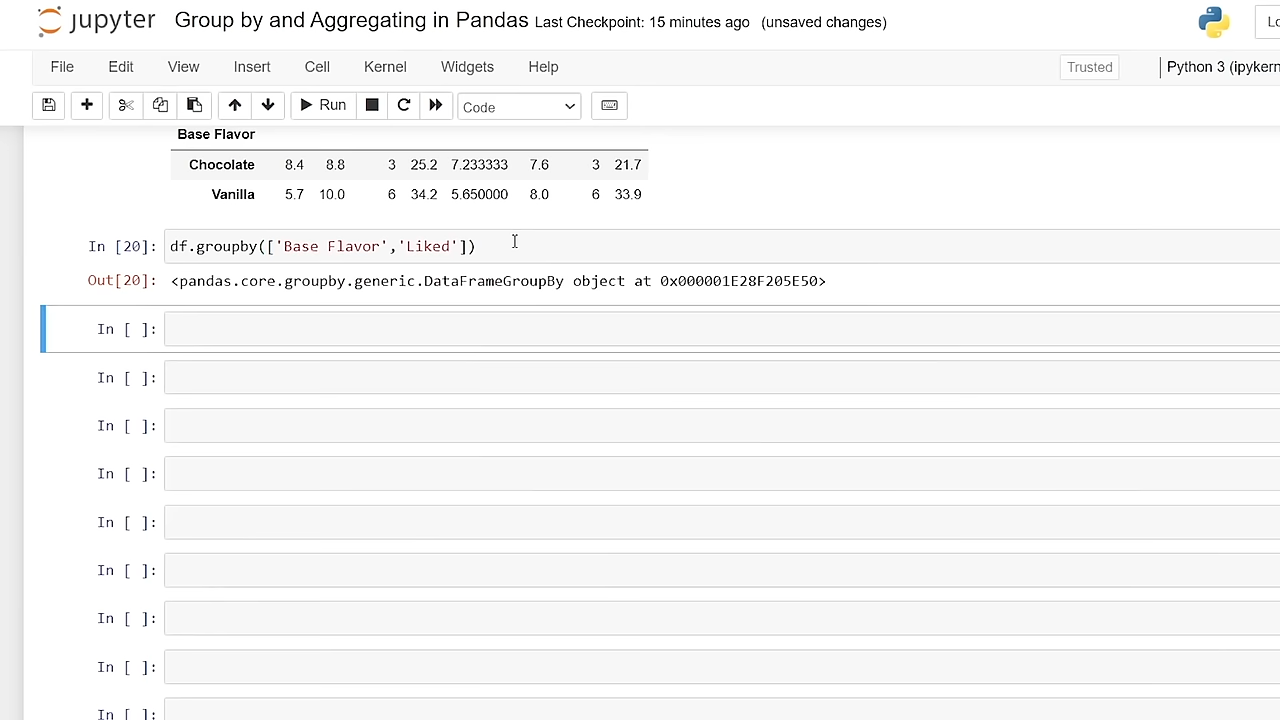 jupyter Group by and Aggregating in Pandas Last Checkpoint: 15 minutes ago (unsaved changes)
File Edit View Insert Cell Kernel Widgets Help Trusted Python 3 (ipykern
Run Code
Base Flavor
Chocolate 8.4 8.8 3 25.2 7.233333 7.6 3 21.7
Vanilla 5.7 10.0 6 34.2 5.650000 8.0 6 33.9
In [20]: df.groupby(['Base Flavor','Liked'])
Out[20]: <pandas.core.groupby.generic.DataFrameGroupBy object at 0x000001E28F205E50>
In [ ]:
In [ ]:
In [ ]:
In [ ]:
In [ ]:
In [ ]:
In [ ]:
In [ ]:
In [ ]: